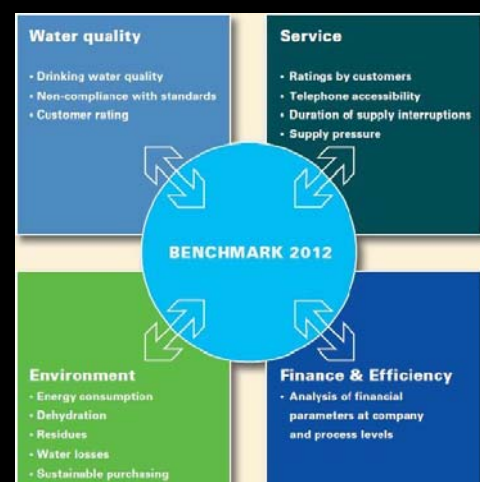 Water quality
• Drinking water quality
• Non-compliance with standards
• Customer rating
Service
• Ratings by customers
• Telephone accessibility
• Duration of supply interruptions
• Supply pressure
BENCHMARK 2012
Environment
• Energy consumption
• Dehydration
• Residues
• Water losses
• Sustainable purchasing
Finance & Efficiency
• Analysis of financial
parameters at company
and process levels